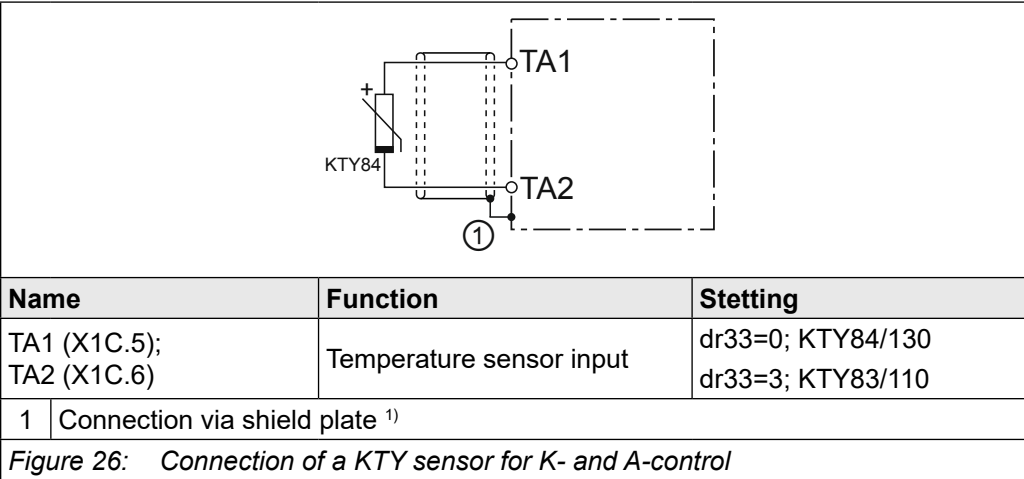 TA1
+
KTY84
TA2
1
Name Function Stetting
TA1 (X1C.5);
TA2 (X1C.6)
Temperature sensor input
dr33=0; KTY84/130
dr33=3; KTY83/110
1 Connection via shield plate 1)
Figure 26: Connection of a KTY sensor for K- and A-control